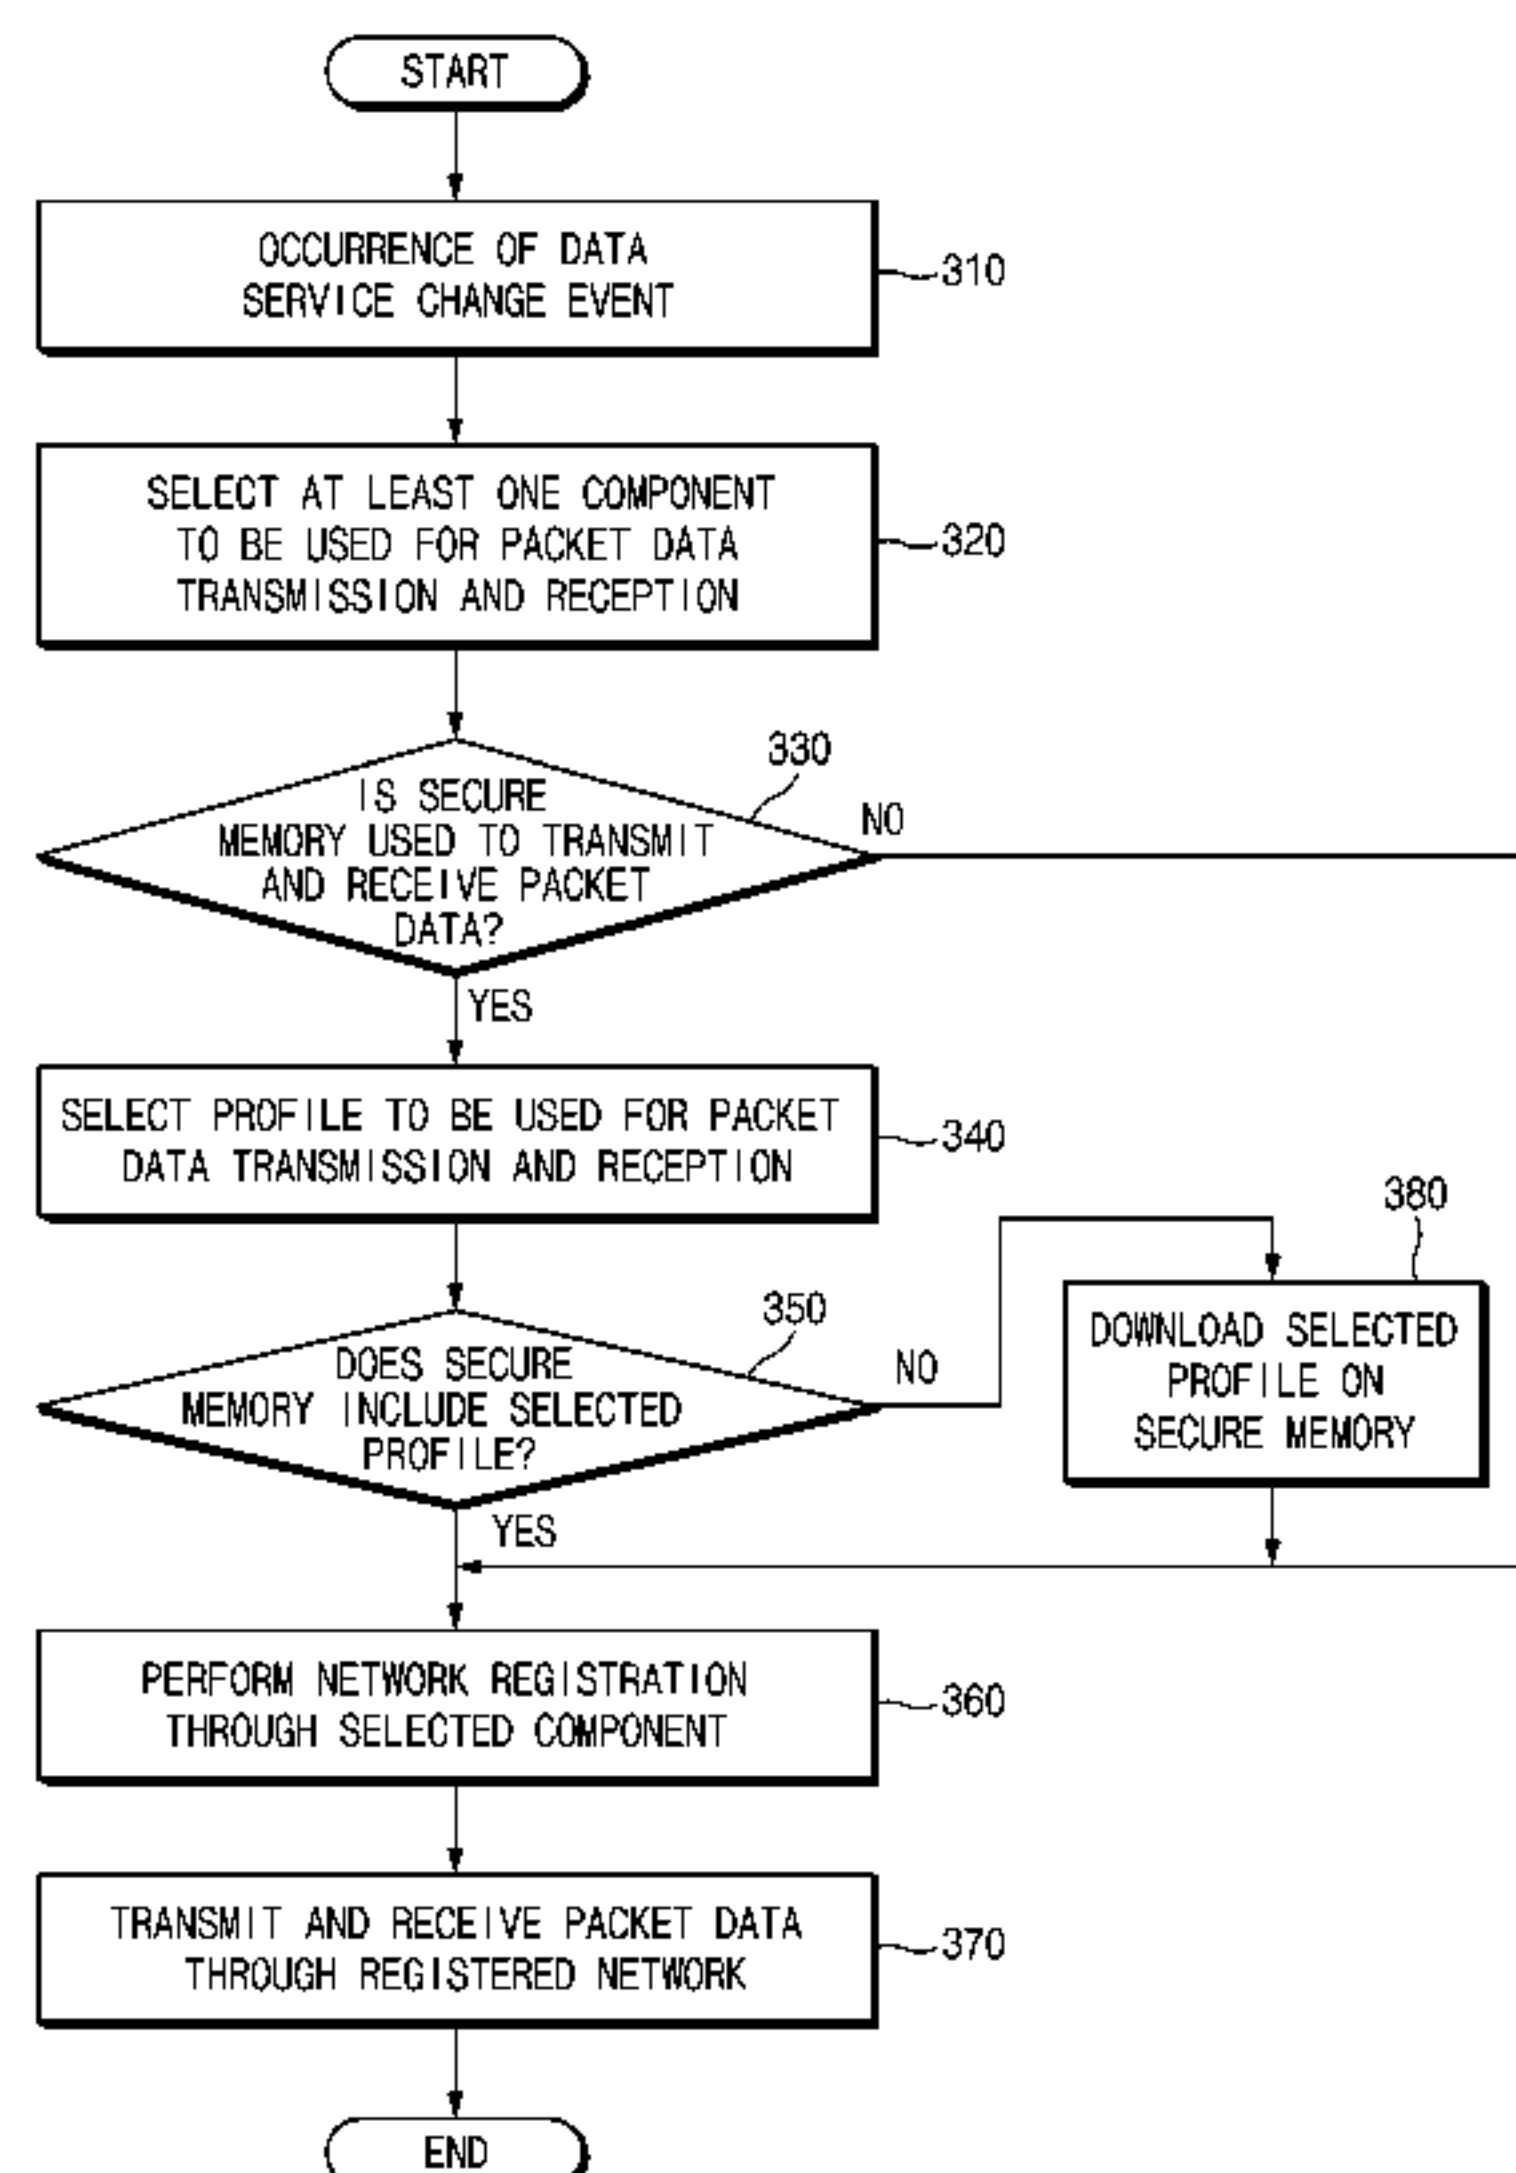 START
OCCURRENCE OF DATA
SERVICE CHANGE EVENT
310
SELECT AT LEAST ONE COMPONENT
TO BE USED FOR PACKET DATA
TRANSMISSION AND RECEPTION
320
330
IS SECURE
MEMORY USED TO TRANSMIT
AND RECEIVE PACKET
DATA?
NO
YES
SELECT PROFILE TO BE USED FOR PACKET
DATA TRANSMISSION AND RECEPTION
340
350
DOES SECURE
MEMORY INCLUDE SELECTED
PROFILE?
NO
YES
380
DOWNLOAD SELECTED
PROFILE ON
SECURE MEMORY
PERFORM NETWORK REGISTRATION
THROUGH SELECTED COMPONENT
360
TRANSMIT AND RECEIVE PACKET DATA
THROUGH REGISTERED NETWORK
370
END